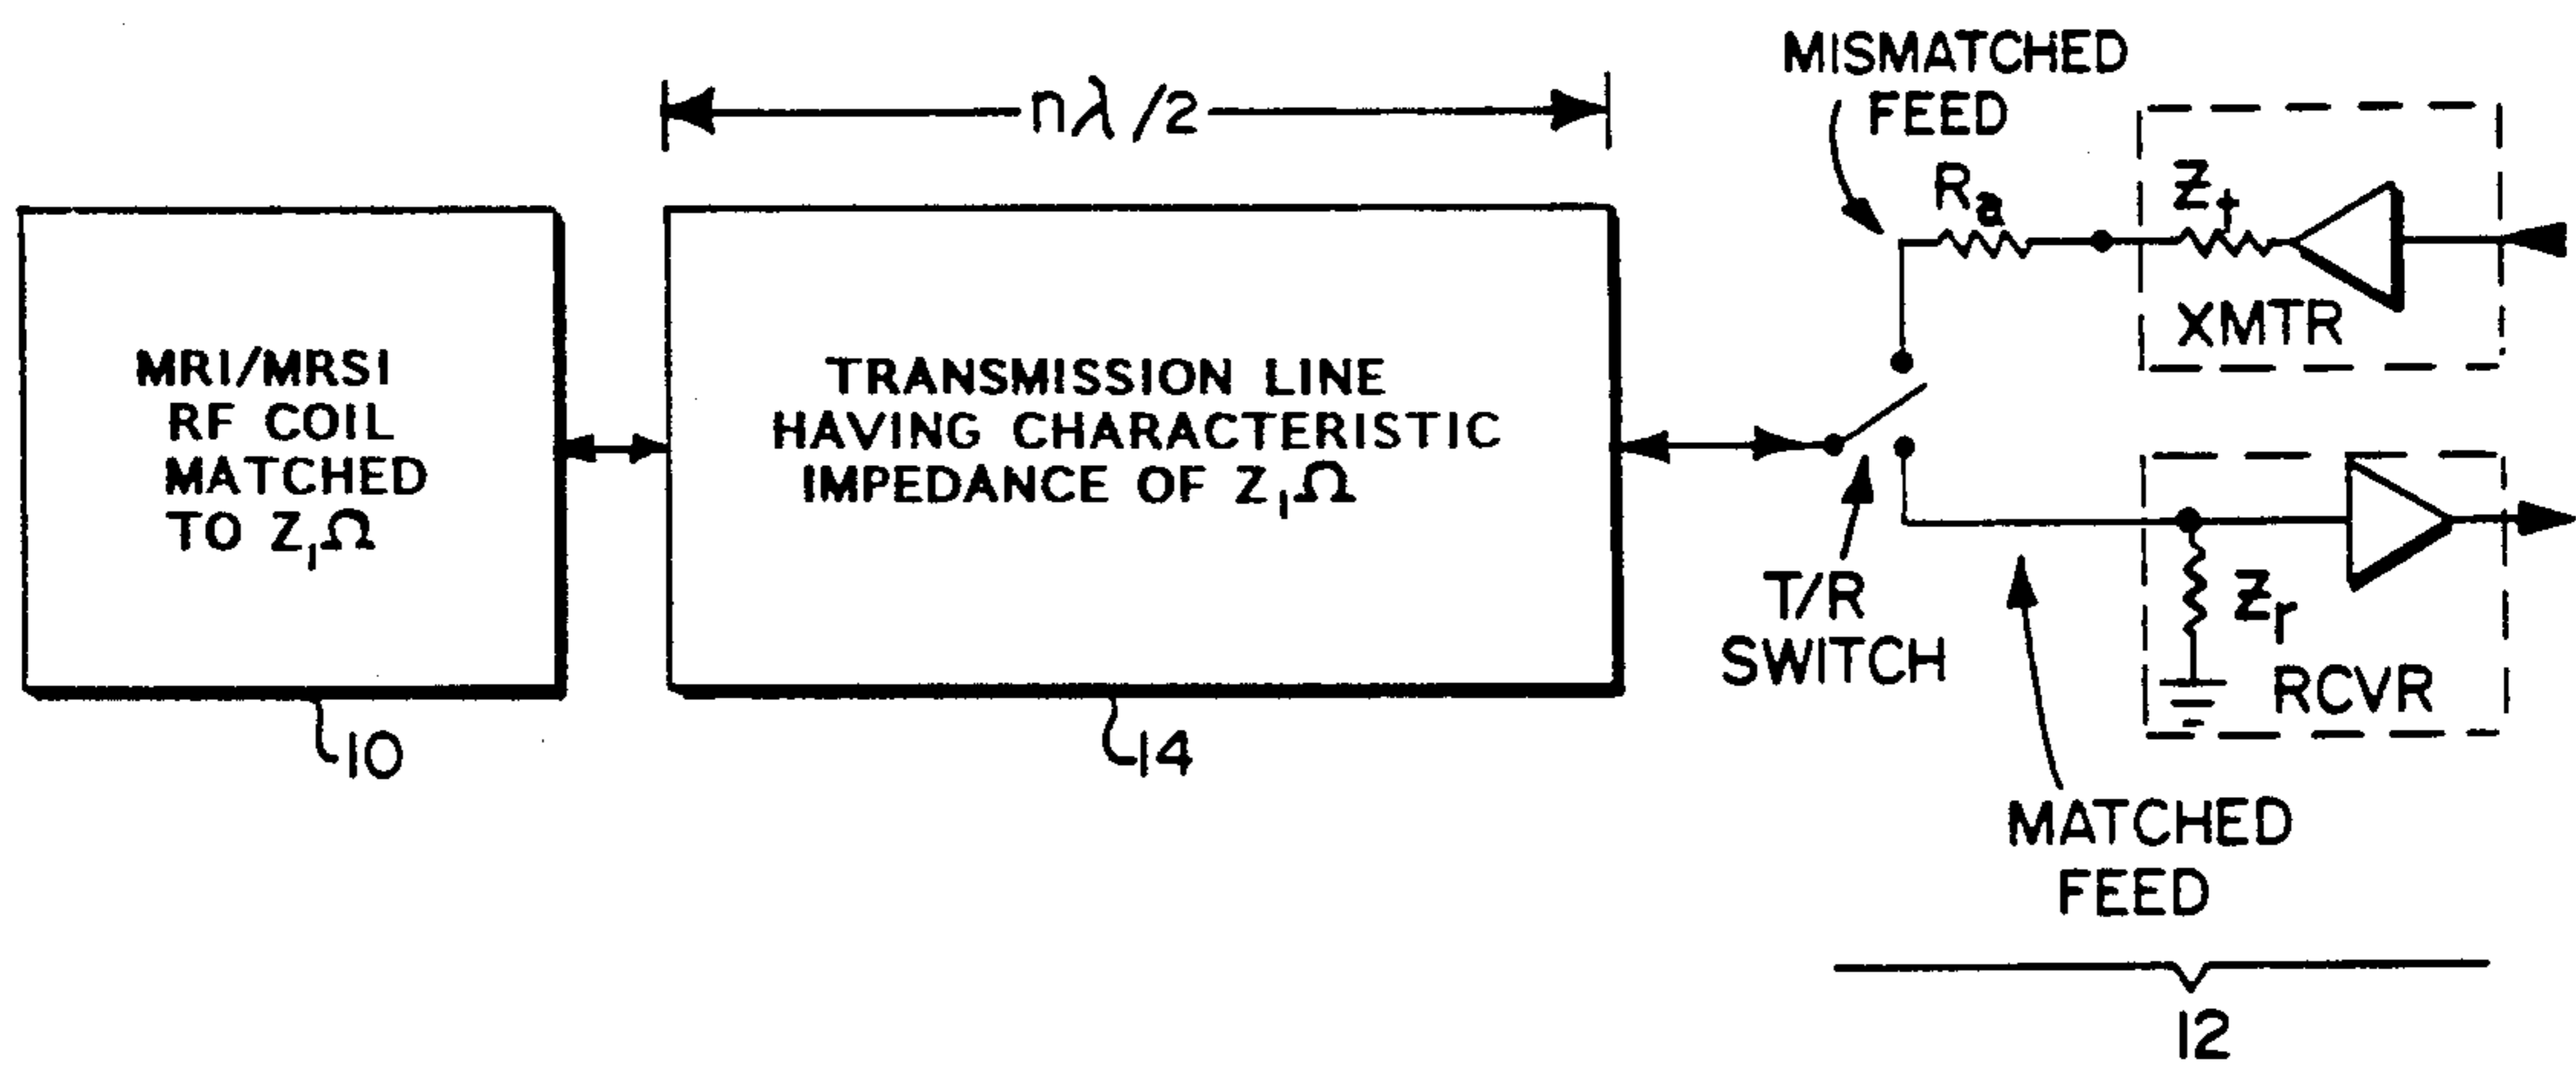 MRI/MRSI
RF COIL
MATCHED
TO Z₁Ω
10
nλ/2
TRANSMISSION LINE
HAVING CHARACTERISTIC
IMPEDANCE OF Z₁Ω
14
MISMATCHED
FEED
Rₐ
Zₜ
XMTR
T/R
SWITCH
Zᵣ
RCVR
MATCHED
FEED
12